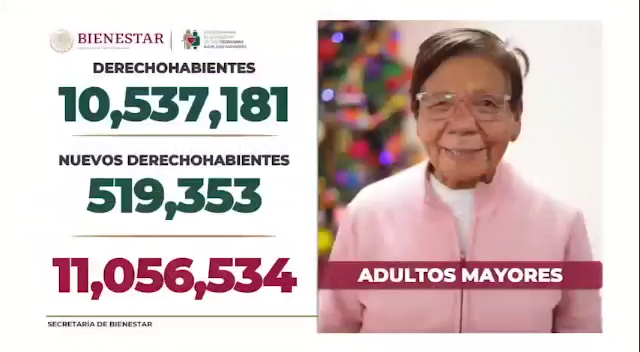 BIENESTAR
DERECHOHABIENTES
10,537,181
NUEVOS DERECHOHABIENTES
519,353
11,056,534
ADULTOS MAYORES
SECRETARÍA DE BIENESTAR